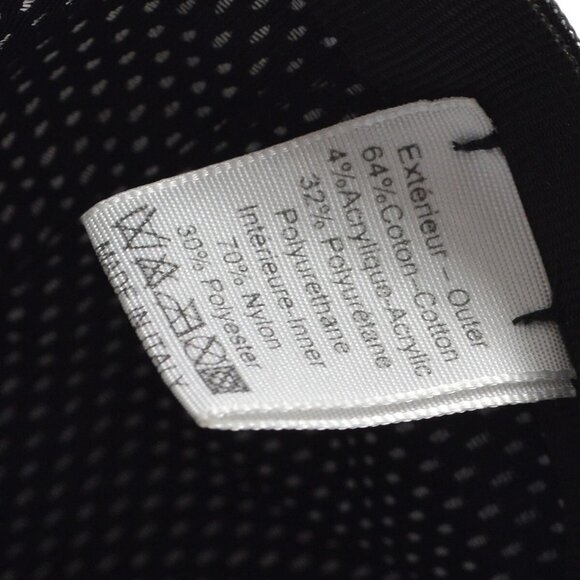 Extérieur – Outer
64%Coton-Cotton
4%Acrylique-Acrylic
32% Polyurétane
Polyurethane
Intérieure-Inner
70% Nylon
30% Polyester
MADE IN ITALY